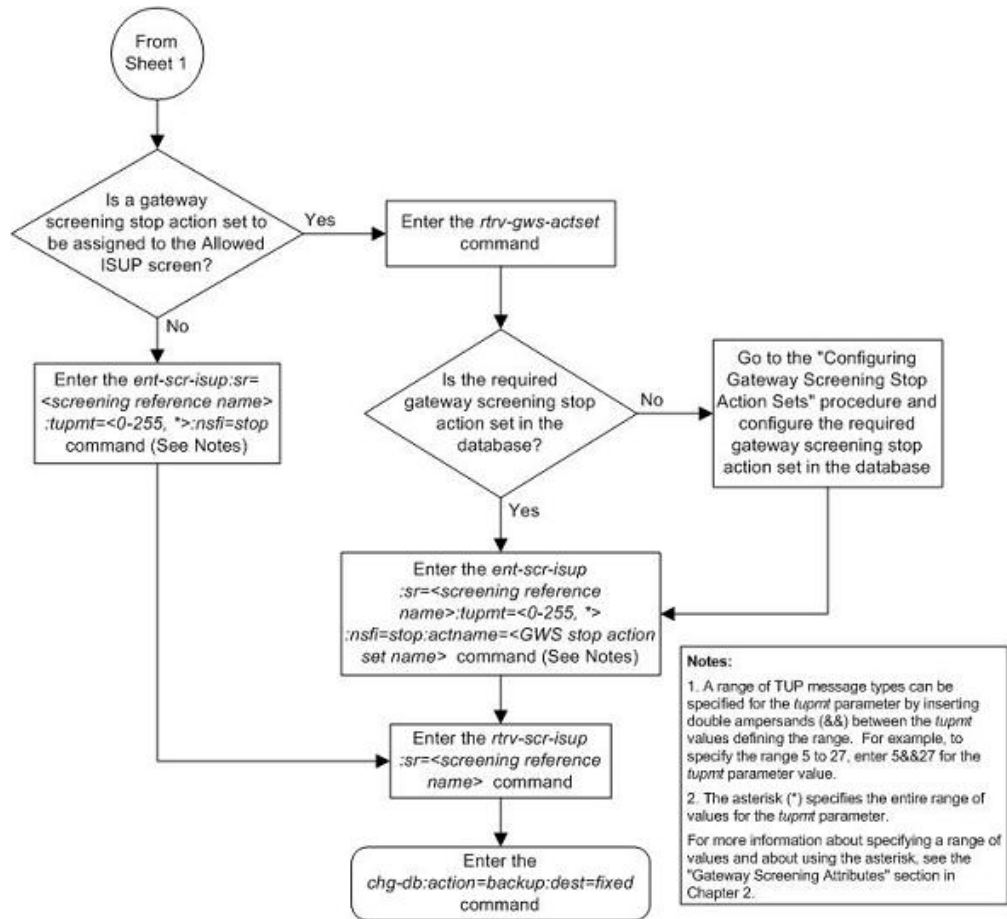 From
Sheet 1
Is a gateway
screening stop action set to
be assigned to the Allowed
ISUP screen?
Yes
Enter the rtrv-gws-actset
command
No
Enter the ent-scr-isup:sr=
<screening reference name>
:tupmt=<0-255, *>:nsfi=stop
command (See Notes)
Is the required
gateway screening stop
action set in the
database?
No
Go to the "Configuring
Gateway Screening Stop
Action Sets" procedure and
configure the required
gateway screening stop
action set in the database
Yes
Enter the ent-scr-isup
:sr=<screening reference
name>:tupmt=<0-255, *>
:nsfi=stop:actname=<GWS stop action
set name> command (See Notes)
Enter the rtrv-scr-isup
:sr=<screening reference
name> command
Enter the
chg-db:action=backup:dest=fixed
command
Notes:
1. A range of TUP message types can be
specified for the tupmt parameter by inserting
double ampersands (&&) between the tupmt
values defining the range. For example, to
specify the range 5 to 27, enter 5&&27 for the
tupmt parameter value.
2. The asterisk (*) specifies the entire range of
values for the tupmt parameter.
For more information about specifying a range of
values and about using the asterisk, see the
"Gateway Screening Attributes" section in
Chapter 2.